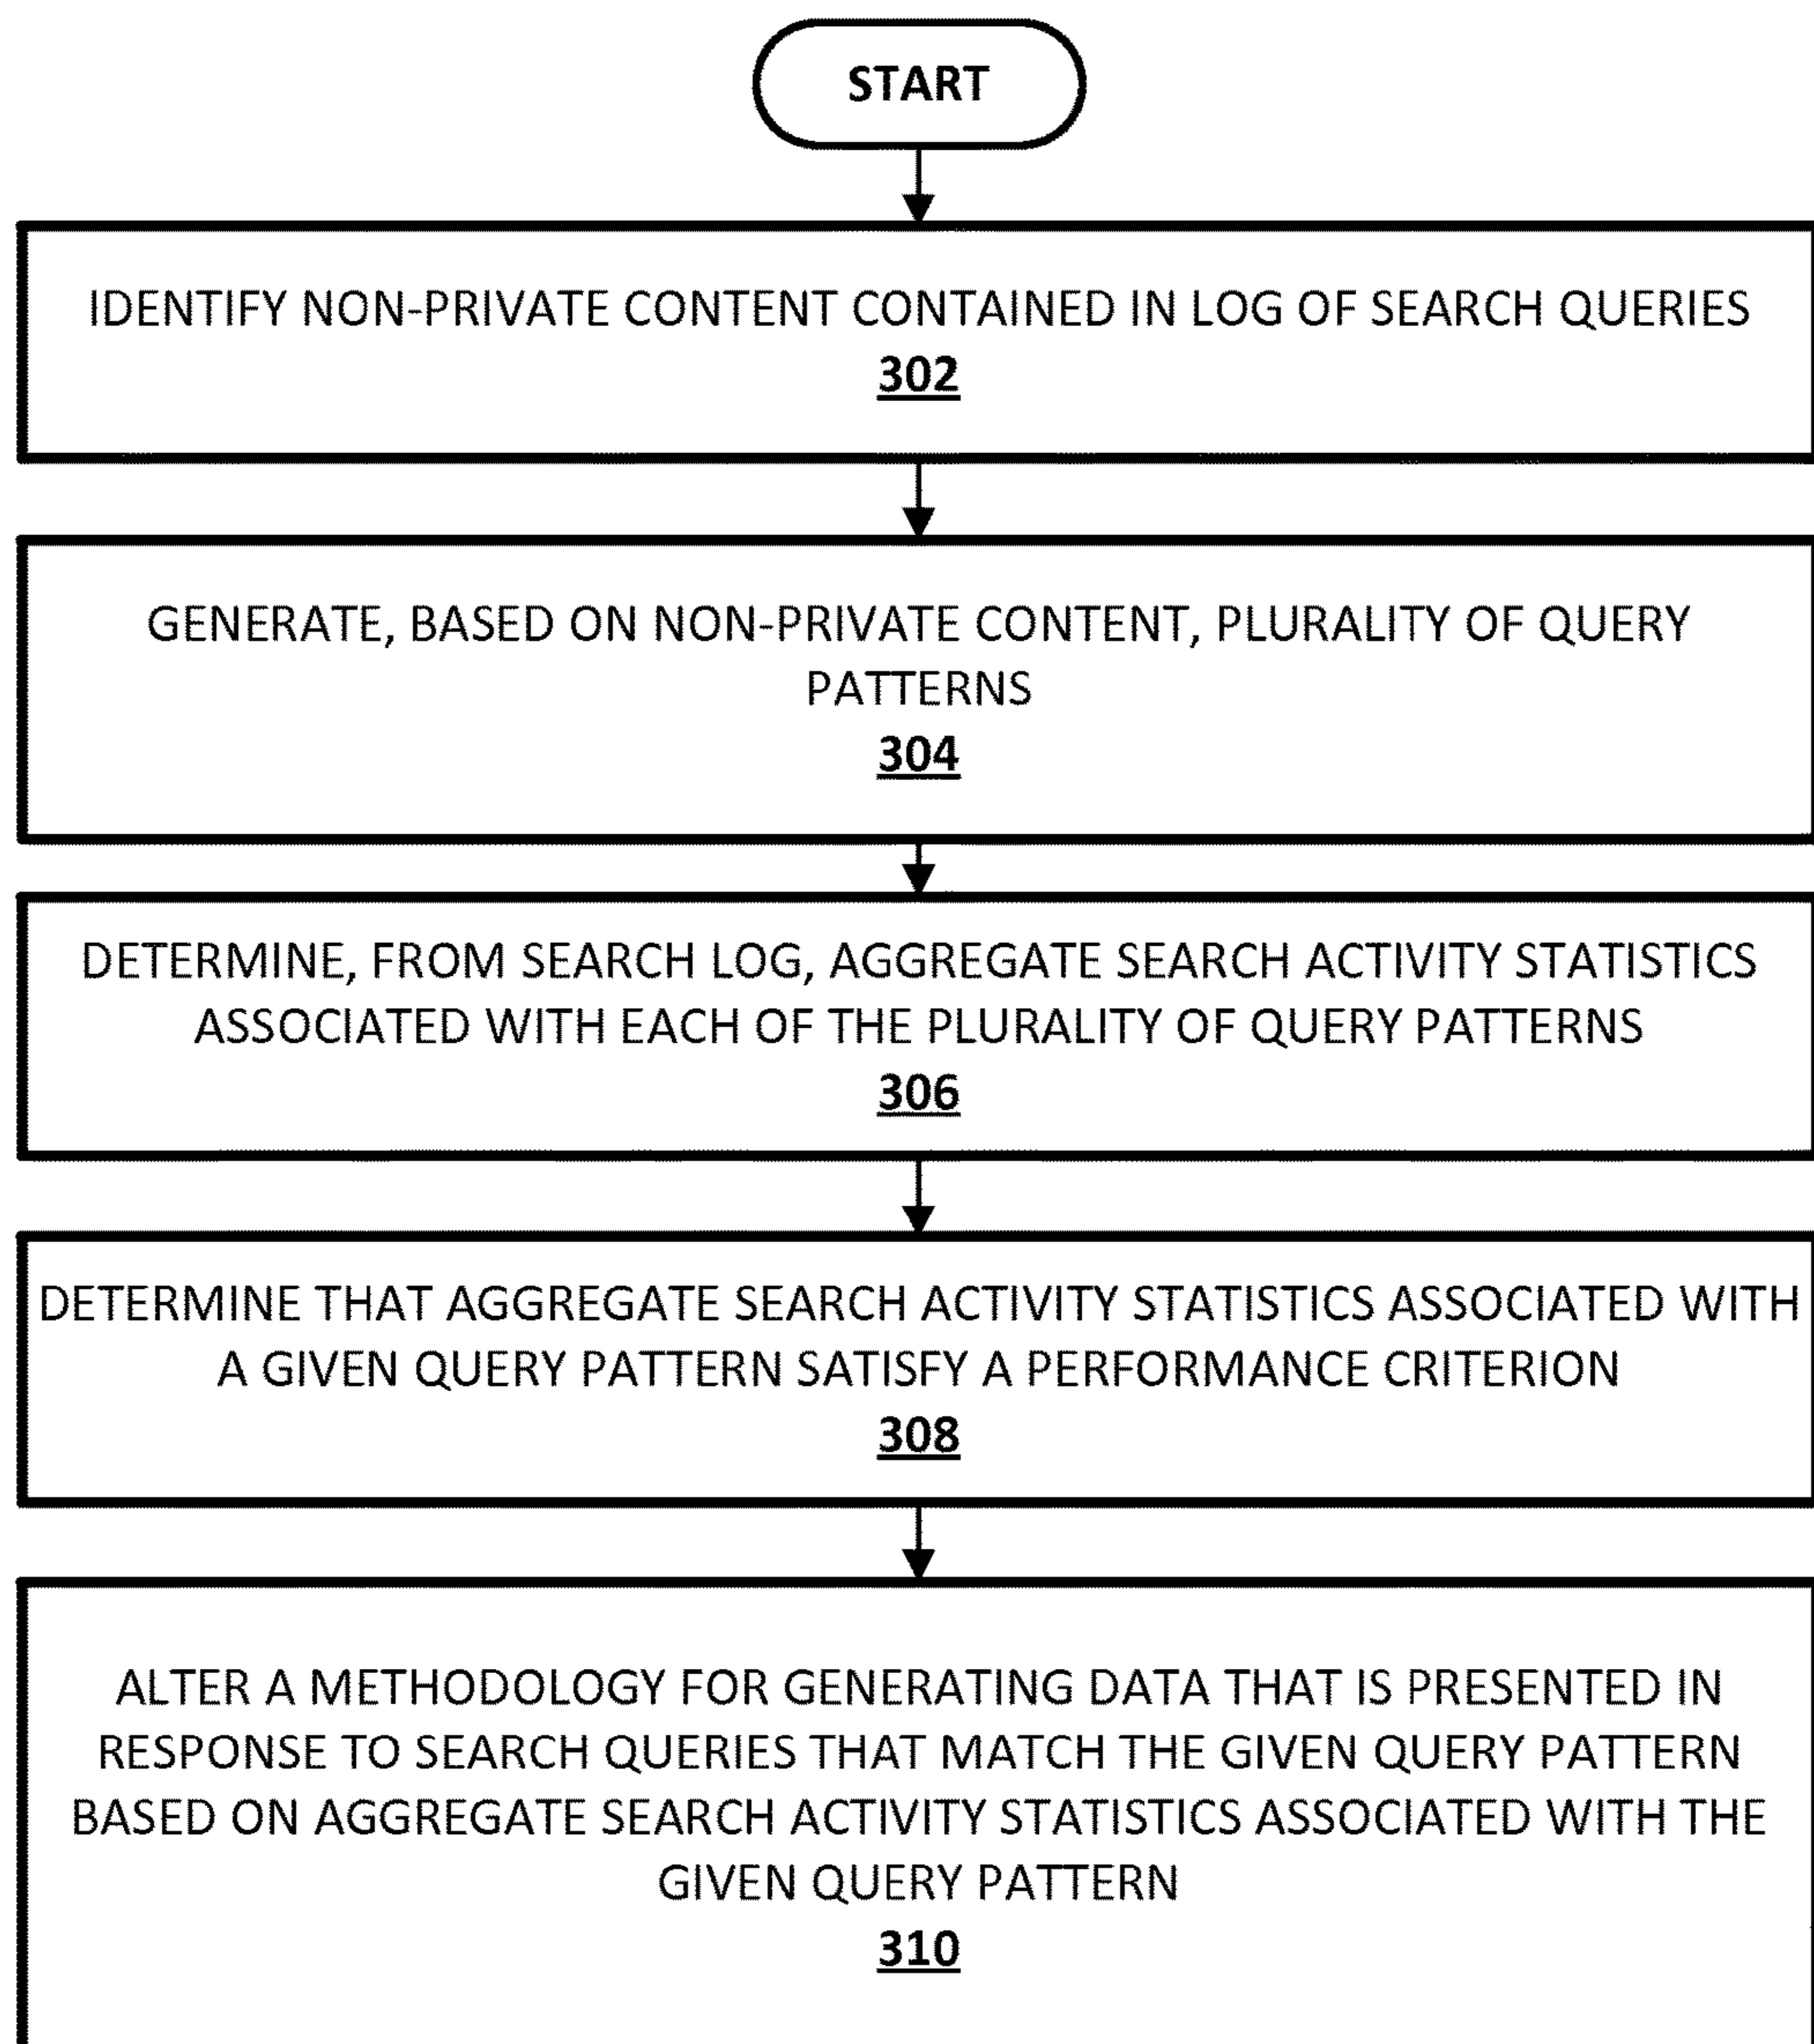 START
IDENTIFY NON-PRIVATE CONTENT CONTAINED IN LOG OF SEARCH QUERIES
302
GENERATE, BASED ON NON-PRIVATE CONTENT, PLURALITY OF QUERY
PATTERNS
304
DETERMINE, FROM SEARCH LOG, AGGREGATE SEARCH ACTIVITY STATISTICS
ASSOCIATED WITH EACH OF THE PLURALITY OF QUERY PATTERNS
306
DETERMINE THAT AGGREGATE SEARCH ACTIVITY STATISTICS ASSOCIATED WITH
A GIVEN QUERY PATTERN SATISFY A PERFORMANCE CRITERION
308
ALTER A METHODOLOGY FOR GENERATING DATA THAT IS PRESENTED IN
RESPONSE TO SEARCH QUERIES THAT MATCH THE GIVEN QUERY PATTERN
BASED ON AGGREGATE SEARCH ACTIVITY STATISTICS ASSOCIATED WITH THE
GIVEN QUERY PATTERN
310